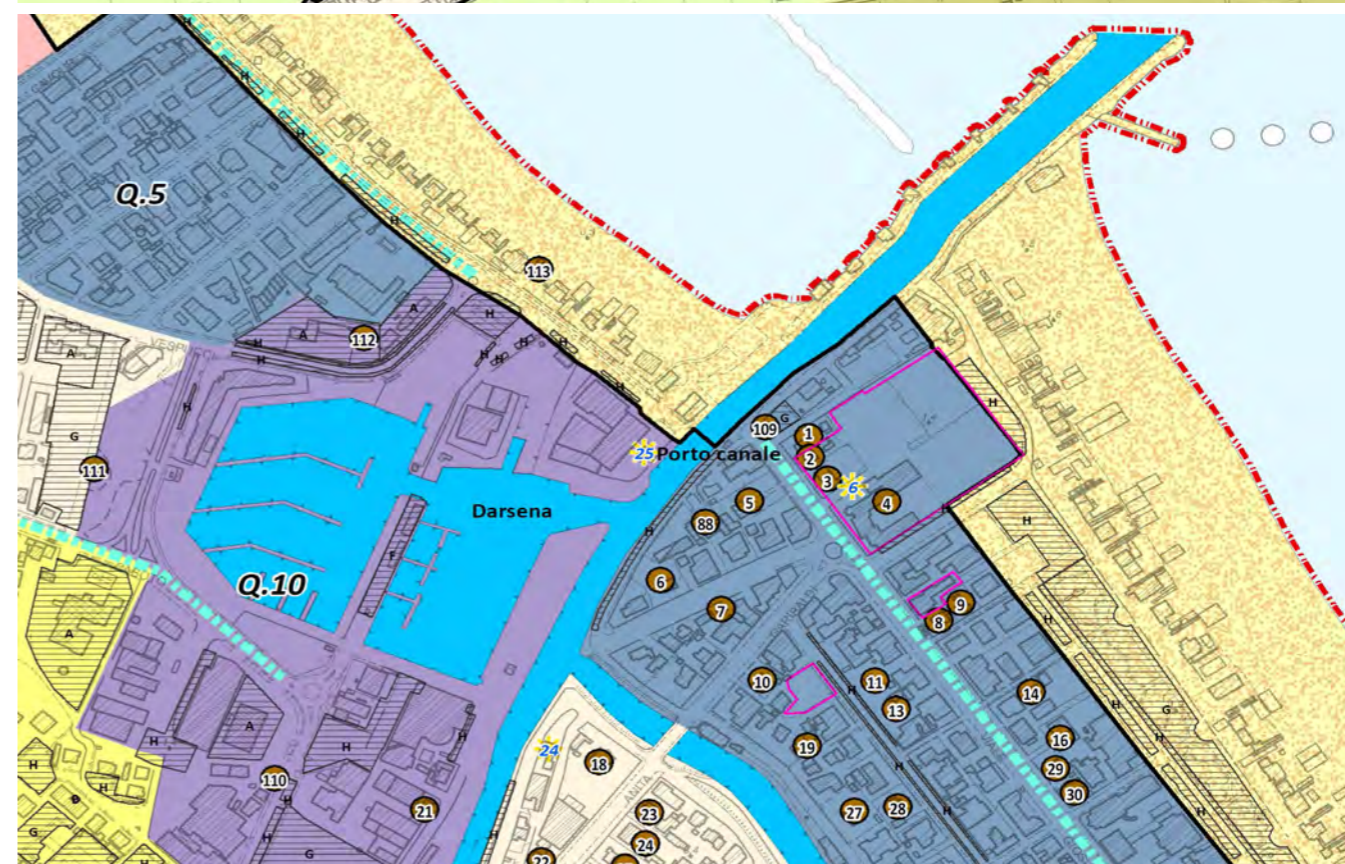 Q.5
113
H
H
H
H
A
112
A
H
H
H
H
H
H
H
VESPU
A
H
G
111
109
G
1
2
3
6
4
25
Porto canale
H
H
5
88
Darsena
H
F
6
7
Q.10
9
8
A
H
H
10
H
11
13
14
G
H
H
16
19
29
30
H
24
18
ANITA
A
H
H
H
110
H
21
27
28
H
H
23
H
H
G
H
G
H
24
22
H